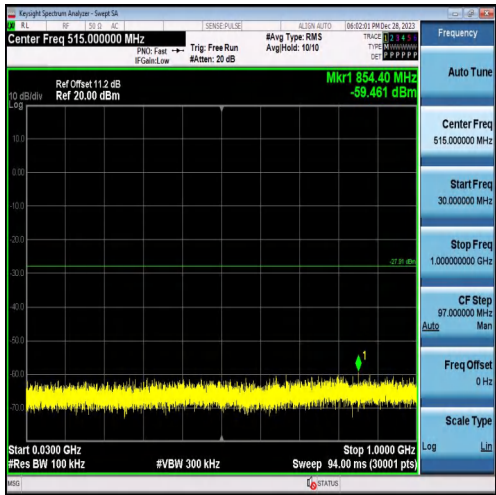 Keysight Spectrum Analyzer - Swept SA
RL RF 50 Ω AC SENSE:PULSE ALIGN AUTO 06:02:01 PM Dec 28, 2023
Center Freq 515.000000 MHz
PNO: Fast
IFGain:Low
Trig: Free Run
#Atten: 20 dB
#Avg Type: RMS
Avg|Hold: 10/10
TRACE 1 2 3 4 5 6
TYPE M W W W W W
DET P P P P P P
Frequency
Auto Tune
Center Freq
515.000000 MHz
Start Freq
30.000000 MHz
Stop Freq
1.000000000 GHz
CF Step
97.000000 MHz
Auto Man
Freq Offset
0 Hz
Scale Type
Log Lin
Mkr1 854.40 MHz
-59.461 dBm
Ref Offset 11.2 dB
10 dB/div Ref 20.00 dBm
Log
10.0
0.00
-10.0
-20.0
-27.91 dBm
-30.0
-40.0
-50.0
1
-60.0
-70.0
Start 0.0300 GHz Stop 1.0000 GHz
#Res BW 100 kHz #VBW 300 kHz Sweep 94.00 ms (30001 pts)
MSG STATUS